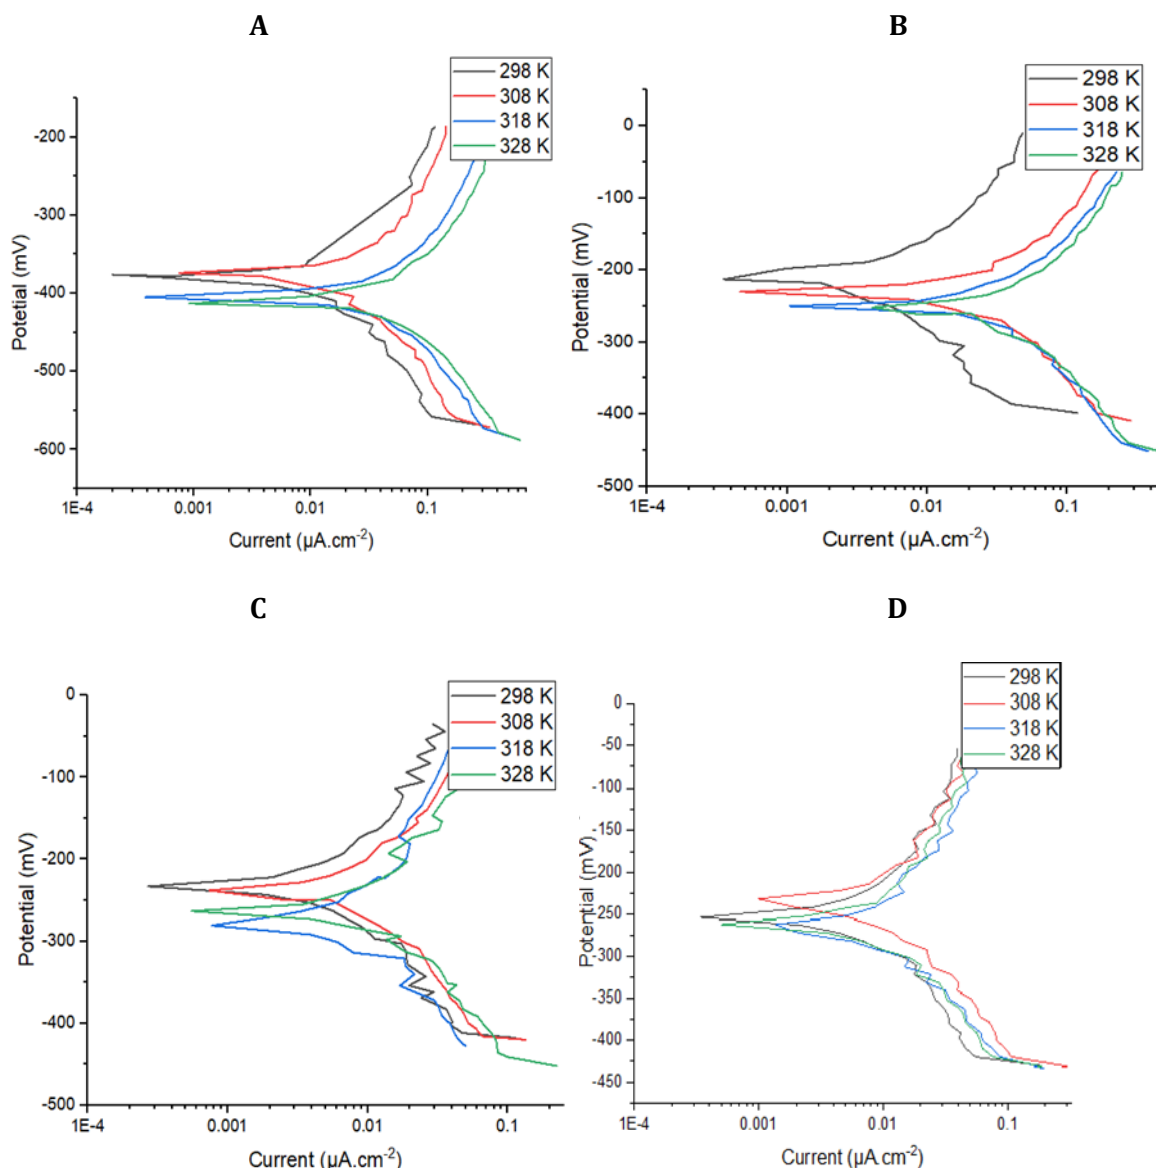 A
298 K
308 K
318 K
328 K
-200
-300
-400
-500
-600
Potetial (mV)
1E-4
0.001
0.01
0.1
Current (µA.cm-2)
B
298 K
308 K
318 K
328 K
0
-100
-200
-300
-400
-500
Potential (mV)
1E-4
0.001
0.01
0.1
Current (µA.cm-2)
C
298 K
308 K
318 K
328 K
0
-100
-200
-300
-400
-500
Potential (mV)
1E-4
0.001
0.01
0.1
Current (µA.cm-2)
D
298 K
308 K
318 K
328 K
0
-50
-100
-150
-200
-250
-300
-350
-400
-450
Potential (mV)
1E-4
0.001
0.01
0.1
Current (µA.cm-2)